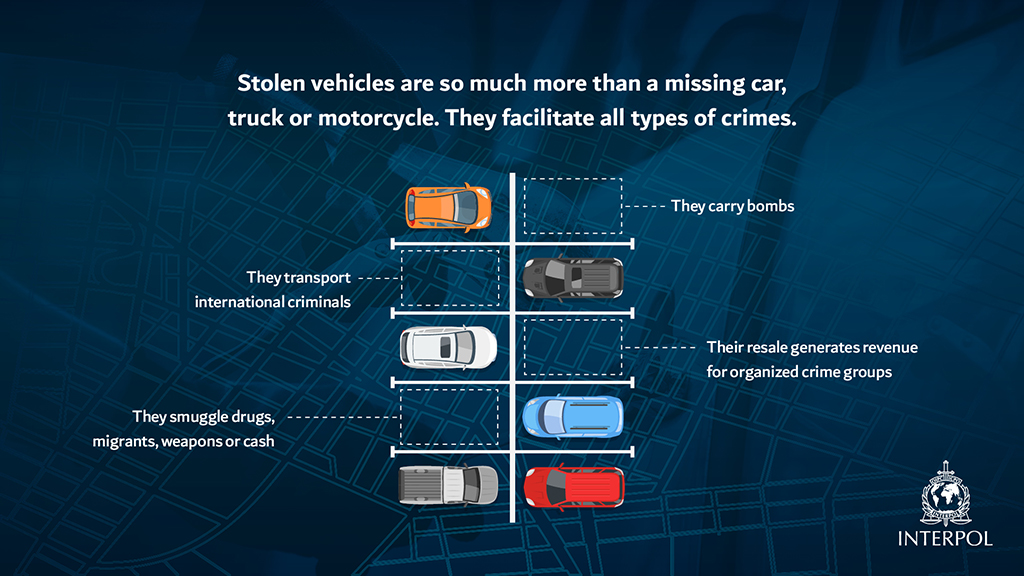 Stolen vehicles are so much more than a missing car,
truck or motorcycle. They facilitate all types of crimes.
They carry bombs
They transport
international criminals
Their resale generates revenue
for organized crime groups
They smuggle drugs,
migrants, weapons or cash
INTERPOL